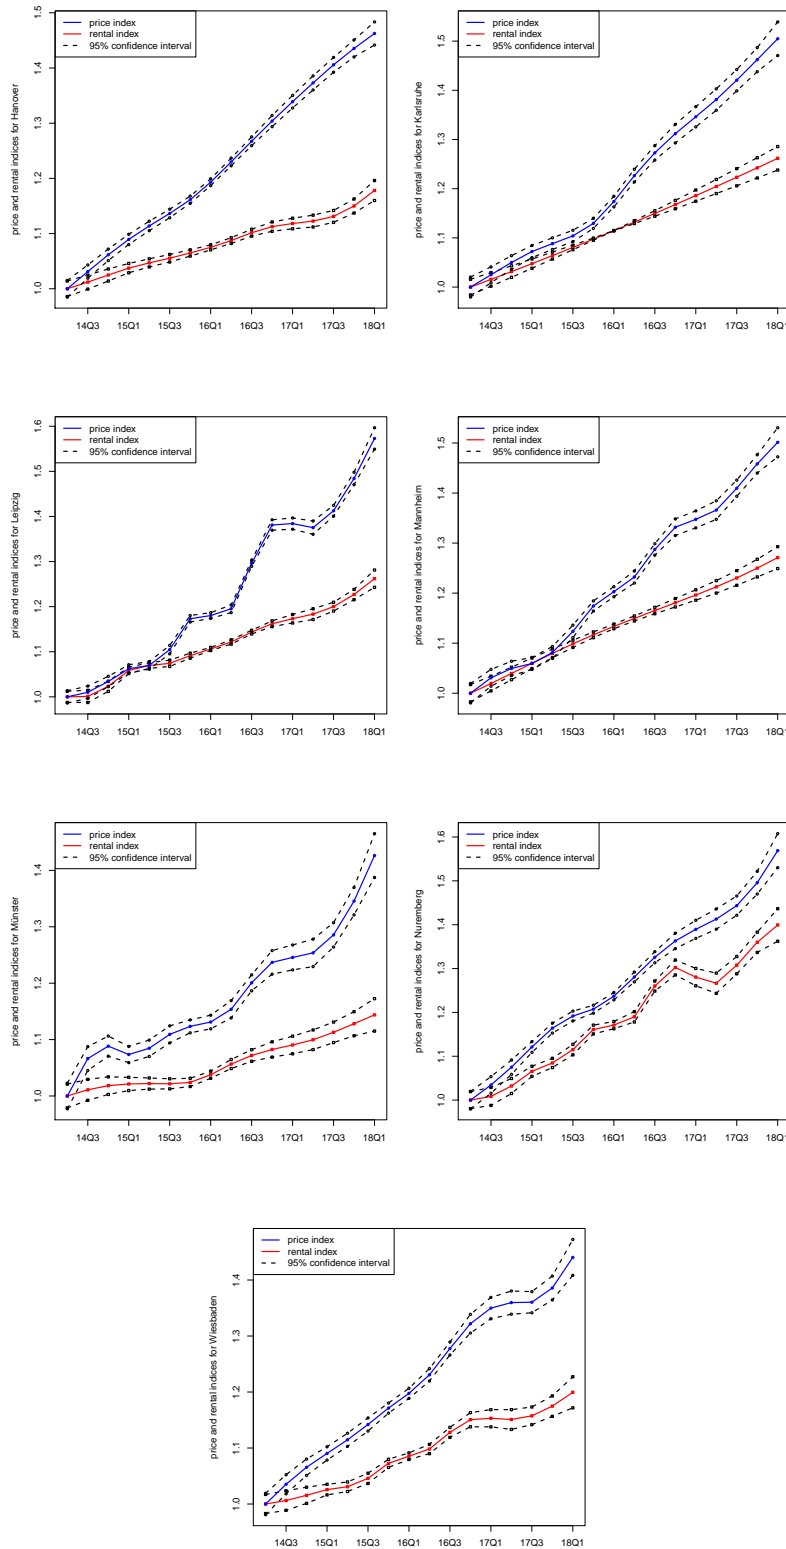 price index
rental index
95% confidence interval
price and rental indices for Hanover
1.0 1.1 1.2 1.3 1.4 1.5
14Q3 15Q1 15Q3 16Q1 16Q3 17Q1 17Q3 18Q1
price index
rental index
95% confidence interval
price and rental indices for Karlsruhe
1.0 1.1 1.2 1.3 1.4 1.5
14Q3 15Q1 15Q3 16Q1 16Q3 17Q1 17Q3 18Q1
price index
rental index
95% confidence interval
price and rental indices for Leipzig
1.0 1.1 1.2 1.3 1.4 1.5 1.6
14Q3 15Q1 15Q3 16Q1 16Q3 17Q1 17Q3 18Q1
price index
rental index
95% confidence interval
price and rental indices for Mannheim
1.0 1.1 1.2 1.3 1.4 1.5
14Q3 15Q1 15Q3 16Q1 16Q3 17Q1 17Q3 18Q1
price index
rental index
95% confidence interval
price and rental indices for Münster
1.0 1.1 1.2 1.3 1.4
14Q3 15Q1 15Q3 16Q1 16Q3 17Q1 17Q3 18Q1
price index
rental index
95% confidence interval
price and rental indices for Nuremberg
1.0 1.1 1.2 1.3 1.4 1.5 1.6
14Q3 15Q1 15Q3 16Q1 16Q3 17Q1 17Q3 18Q1
price index
rental index
95% confidence interval
price and rental indices for Wiesbaden
1.0 1.1 1.2 1.3 1.4
14Q3 15Q1 15Q3 16Q1 16Q3 17Q1 17Q3 18Q1